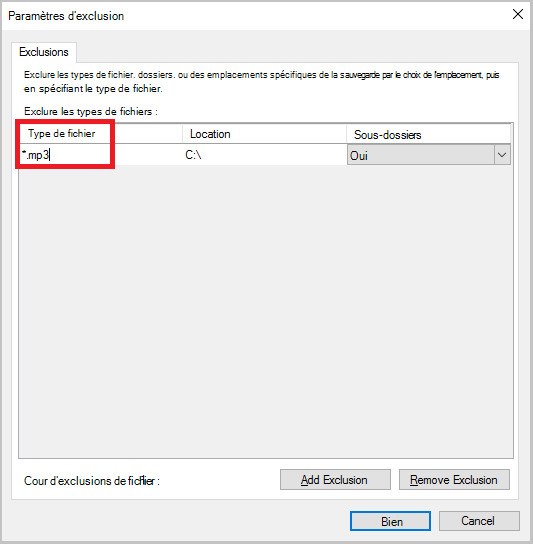 Paramètres d'exclusion
Exclusions
Exclure les types de fichier. dossiers. ou des emplacements spécifiques de la sauvegarde par le choix de l'emplacement, puis
en spécifiant le type de fichier.
Exclure les types de fichiers :
Type de fichier Location Sous-dossiers
*.mp3 C:\ Oui
Cour d'exclusions de fichier : Add Exclusion Remove Exclusion
Bien Cancel